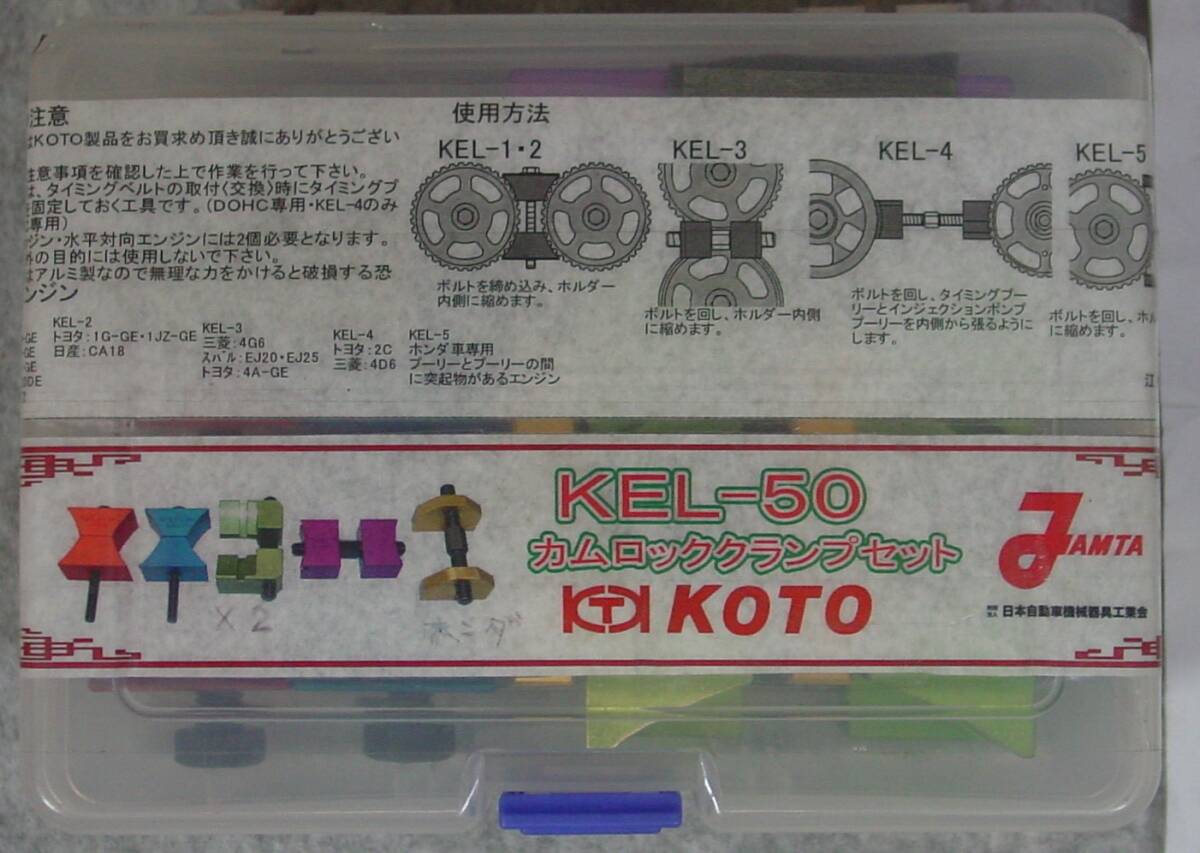 注意
はKOTO製品をお買求め頂き誠にありがとうござい
注意事項を確認した上で作業を行って下さい。
は、タイミングベルトの取付〈交換〉時にタイミングプ
を固定しておく工具です。(DOHC専用・KEL-4のみ
専用)
ジン・水平対向エンジンには2個必要となります。
外の目的には使用しないで下さい。
はアルミ製なので無理な力をかけると破損する恐
ンジン
-GE
-GE
GE
DE
KEL-2
トヨタ:1G-GE・1JZ-GE
日産:CA18
KEL-3
三菱:4G6
スバル:EJ20・EJ25
トヨタ:4A-GE
KEL-4
トヨタ:2C
三菱:4D6
KEL-5
ホンダ車専用
プーリーとプーリーの間
に突起物があるエンジン
使用方法
KEL-1・2
ボルトを締め込み、ホルダー
内側に縮めます。
KEL-3
ボルトを回し、ホルダー内側
に縮めます。
KEL-4
ボルトを回し、タイミングプー
リーとインジェクションポンプ
プーリーを内側から張るように
します。
KEL-5
ボルトを回し、ホル
に縮めます。
江
×2
ホンダ
KEL-50
カムロッククランプセット
KOTO
JAMTA
日本自動車機械器具工業会